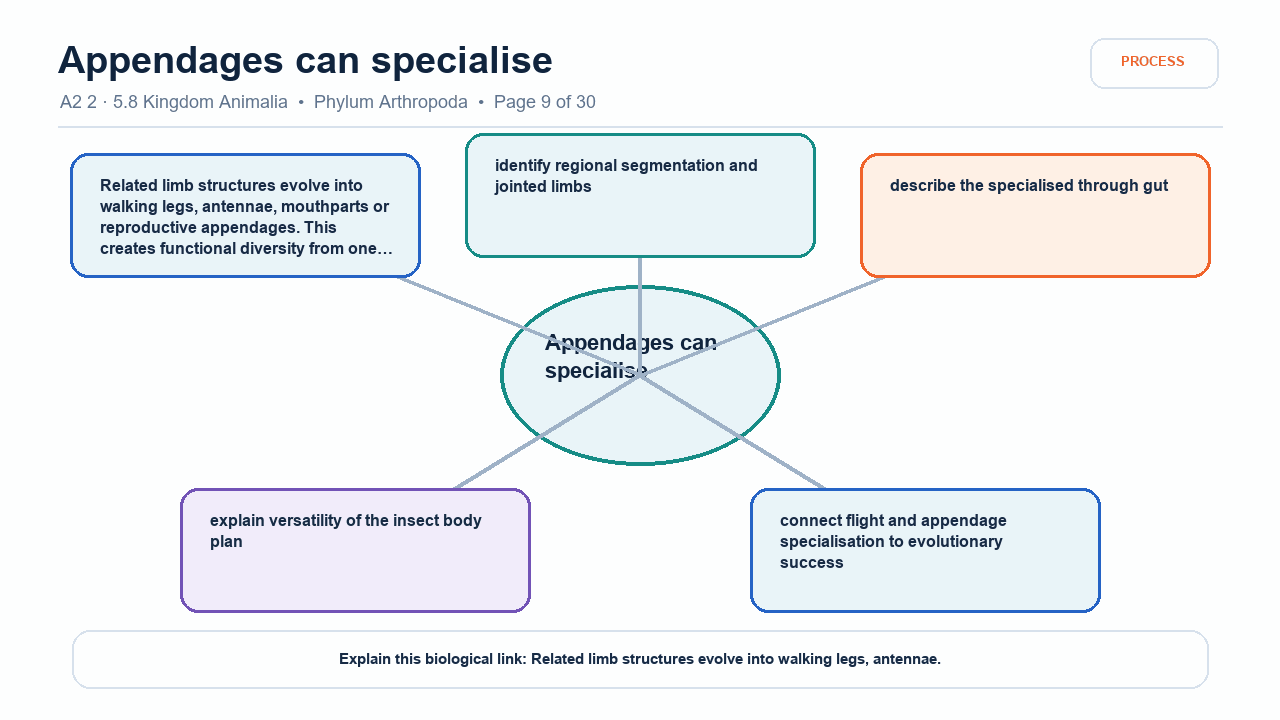 Appendages can specialise
PROCESS
A2 2 · 5.8 Kingdom Animalia • Phylum Arthropoda • Page 9 of 30
Related limb structures evolve into
walking legs, antennae, mouthparts or
reproductive appendages. This
creates functional diversity from one…
identify regional segmentation and
jointed limbs
describe the specialised through gut
Appendages can
specialise
explain versatility of the insect body
plan
connect flight and appendage
specialisation to evolutionary
success
Explain this biological link: Related limb structures evolve into walking legs, antennae.